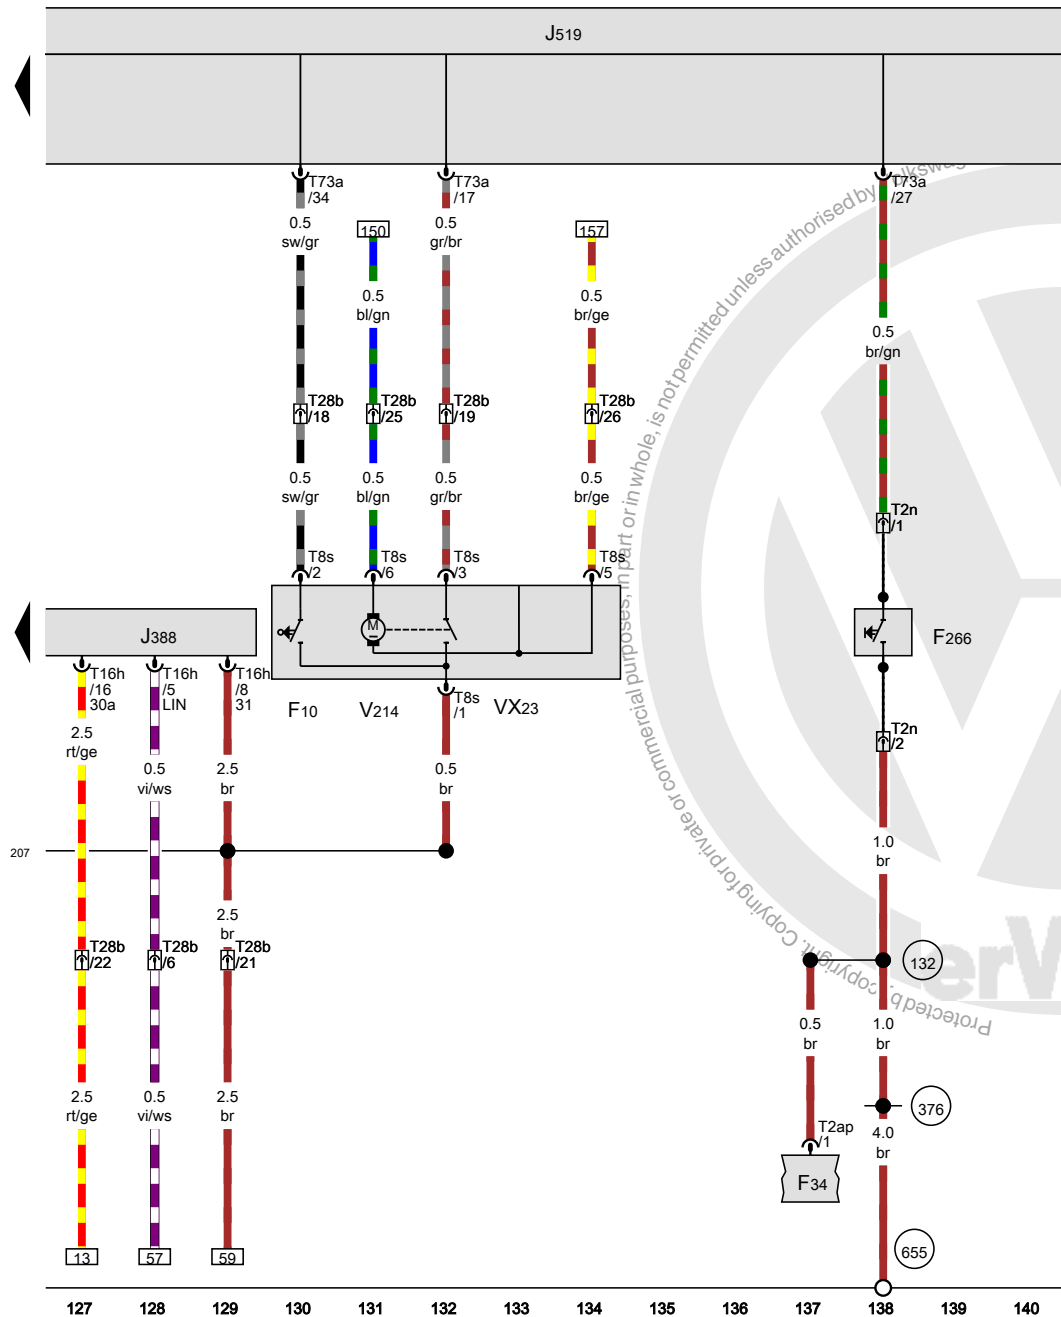 J519
T73a
/34
T73a
/17
T73a
/27
0.5
sw/gr
150
0.5
gr/br
157
0.5
bl/gn
0.5
br/ge
0.5
br/gn
T28b
/18
T28b
/25
T28b
/19
T28b
/26
0.5
sw/gr
0.5
bl/gn
0.5
gr/br
0.5
br/ge
T2n
/1
T8s
/2
T8s
/6
T8s
/3
T8s
/5
J388
M
F266
T16h
/16
30a
T16h
/5
LIN
T16h
/8
31
F10
V214
T8s
/1
VX23
T2n
/2
2.5
rt/ge
0.5
vi/ws
2.5
br
0.5
br
1.0
br
207
2.5
br
T28b
/22
T28b
/6
T28b
/21
132
0.5
br
1.0
br
2.5
rt/ge
0.5
vi/ws
2.5
br
376
T2ap
/1
4.0
br
F34
13
57
59
655
127 128 129 130 131 132 133 134 135 136 137 138 139 140
Protected by copyright. Copying for private or commercial purposes, in part or in whole, is not permitted unless authorised by
erW